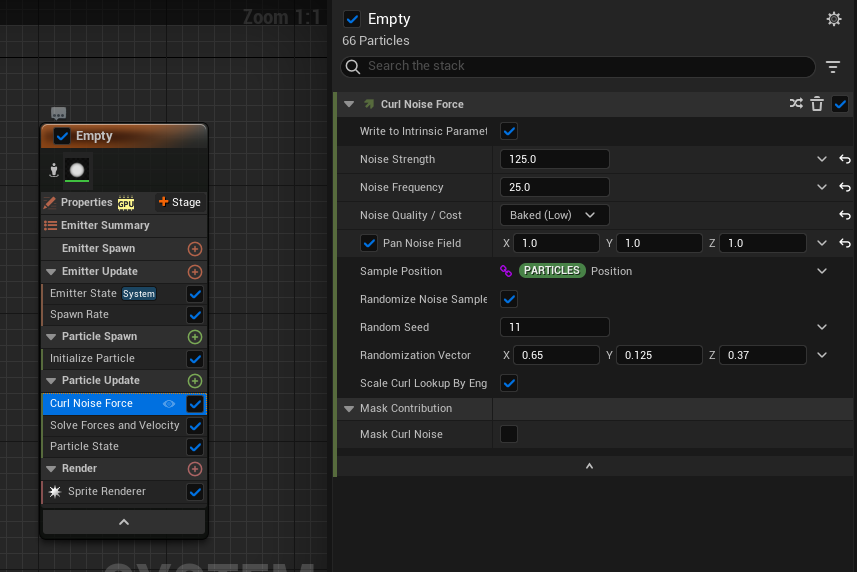 Zoom 1:1
Empty
Properties GPU + Stage
Emitter Summary
Emitter Spawn
Emitter Update
Emitter State System
Spawn Rate
Particle Spawn
Initialize Particle
Particle Update
Curl Noise Force
Solve Forces and Velocity
Particle State
Render
Sprite Renderer
SYSTEM
Empty
66 Particles
Search the stack
Curl Noise Force
Write to Intrinsic Paramet
Noise Strength 125.0
Noise Frequency 25.0
Noise Quality / Cost Baked (Low)
Pan Noise Field X 1.0 Y 1.0 Z 1.0
Sample Position PARTICLES Position
Randomize Noise Sample
Random Seed 11
Randomization Vector X 0.65 Y 0.125 Z 0.37
Scale Curl Lookup By Eng
Mask Contribution
Mask Curl Noise